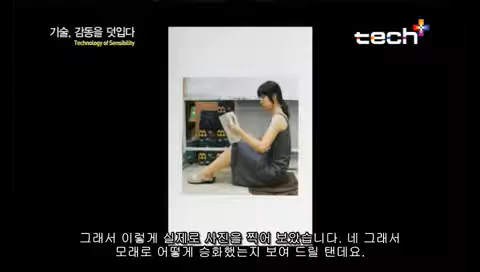 기술, 감동을 덧입다
Technology of Sensibility
tech+
그래서 이렇게 실제로 사진을 찍어 보았습니다. 네 그래서
모래로 어떻게 승화했는지 보여 드릴 텐데요.